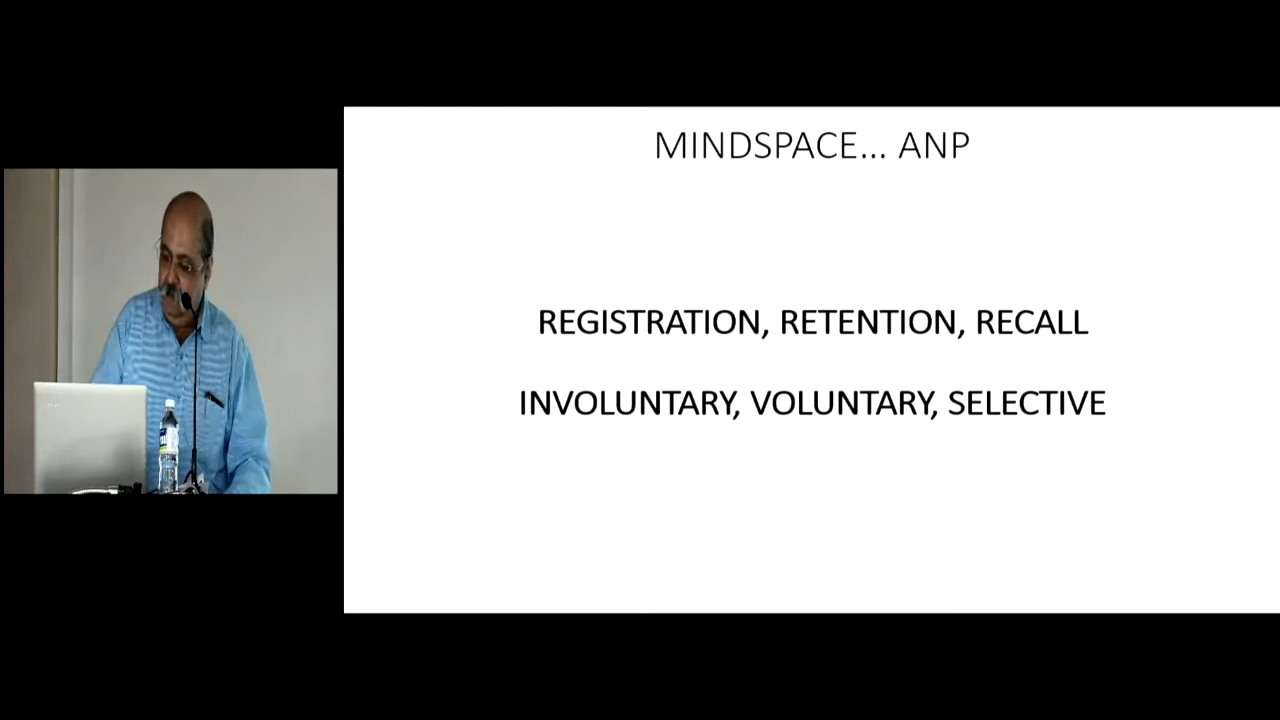 MINDSPACE... ANP
REGISTRATION, RETENTION, RECALL
INVOLUNTARY, VOLUNTARY, SELECTIVE